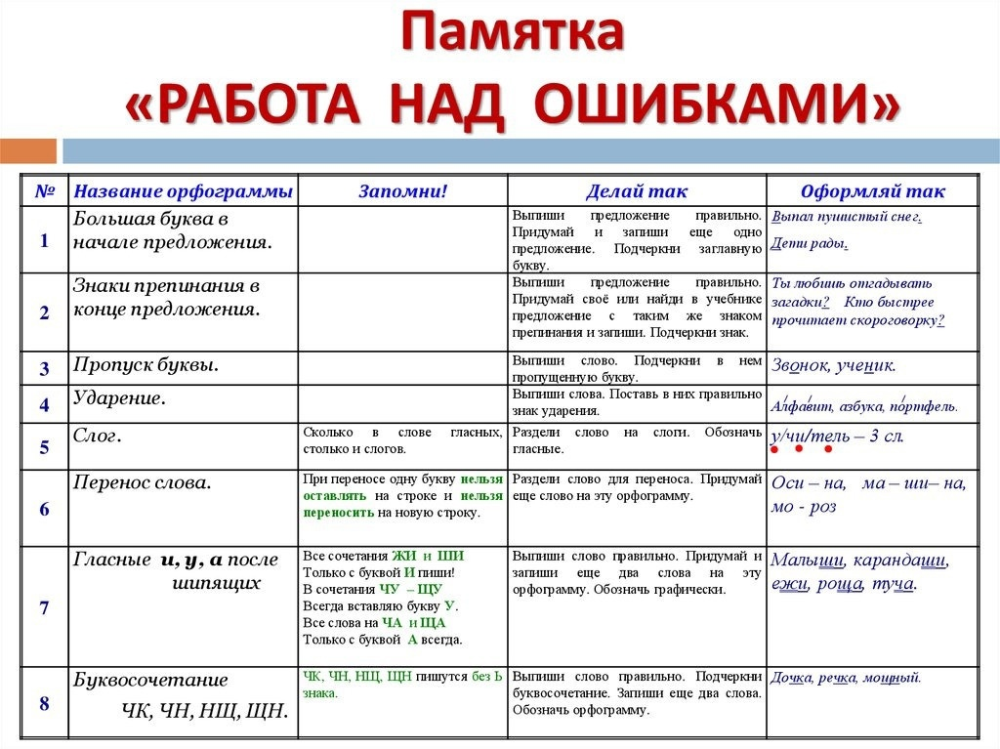 Памятка
«РАБОТА НАД ОШИБКАМИ»
№ Название орфограммы Запомни! Делай так Оформляй так
1
Большая буква в
начале предложения.
Выпиши предложение правильно.
Придумай и запиши еще одно
предложение. Подчеркни заглавную
букву.
Выпал пушистый снег.
Дети рады.
2
Знаки препинания в
конце предложения.
Выпиши предложение правильно.
Придумай своё или найди в учебнике
предложение с таким же знаком
препинания и запиши. Подчеркни знак.
Ты любишь отгадывать
загадки? Кто быстрее
прочитает скороговорку?
3
Пропуск буквы.
Выпиши слово. Подчеркни в нем
пропущенную букву.
Звонок, ученик.
4
Ударение.
Выпиши слова. Поставь в них правильно
знак ударения.
Алфавит, азбука, портфель.
5
Слог.
Сколько в слове гласных,
столько и слогов.
Раздели слово на слоги. Обозначь
гласные.
у/чи/тель – 3 сл.
6
Перенос слова.
При переносе одну букву нельзя
оставлять на строке и нельзя
переносить на новую строку.
Раздели слово для переноса. Придумай
еще слово на эту орфограмму.
Оси – на, ма – ши– на,
мо - роз
7
Гласные и, у, а после
шипящих
Все сочетания ЖИ и ШИ
Только с буквой И пиши!
В сочетания ЧУ – ЩУ
Всегда вставляю букву У.
Все слова на ЧА и ЩА
Только с буквой А всегда.
Выпиши слово правильно. Придумай и
запиши еще два слова на эту
орфограмму. Обозначь графически.
Малыши, карандаши,
ежи, роща, туча.
8
Буквосочетание
ЧК, ЧН, НЩ, ЩН.
ЧК, ЧН, НЩ, ЩН пишутся без Ь
знака.
Выпиши слово правильно. Подчеркни
буквосочетание. Запиши еще два слова.
Обозначь орфограмму.
Дочка, речка, мощный.